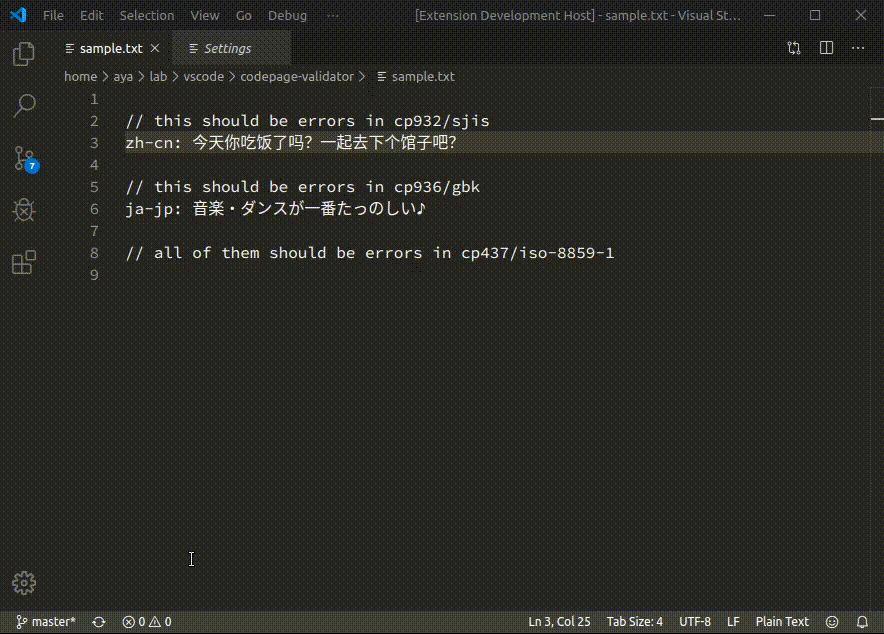 File Edit Selection View Go Debug ··· [Extension Development Host] - sample.txt - Visual St...
sample.txt Settings
home > aya > lab > vscode > codepage-validator > sample.txt
1
2 // this should be errors in cp932/sjis
3 zh-cn: 今天你吃饭了吗？一起去下个馆子吧？
4
5 // this should be errors in cp936/gbk
6 ja-jp: 音楽・ダンスが一番たっのしい♪
7
8 // all of them should be errors in cp437/iso-8859-1
9
7
master* 0 0 Ln 3, Col 25 Tab Size: 4 UTF-8 LF Plain Text